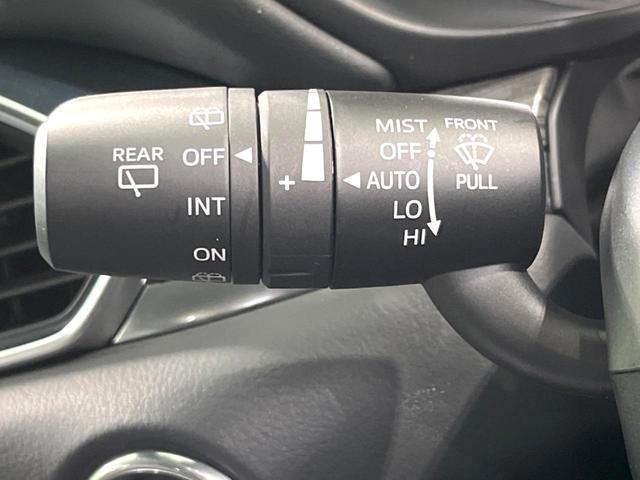 REAR
OFF
INT
ON
+
MIST
OFF
AUTO
LO
HI
FRONT
PULL